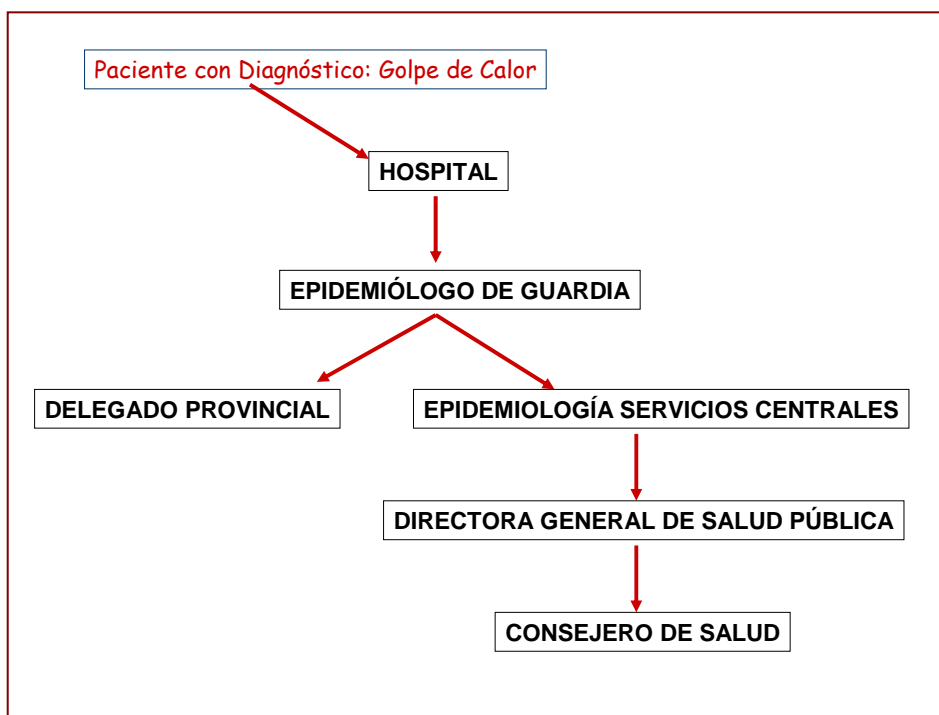 Paciente con Diagnóstico: Golpe de Calor
HOSPITAL
EPIDEMIÓLOGO DE GUARDIA
DELEGADO PROVINCIAL
EPIDEMIOLOGÍA SERVICIOS CENTRALES
DIRECTORA GENERAL DE SALUD PÚBLICA
CONSEJERO DE SALUD